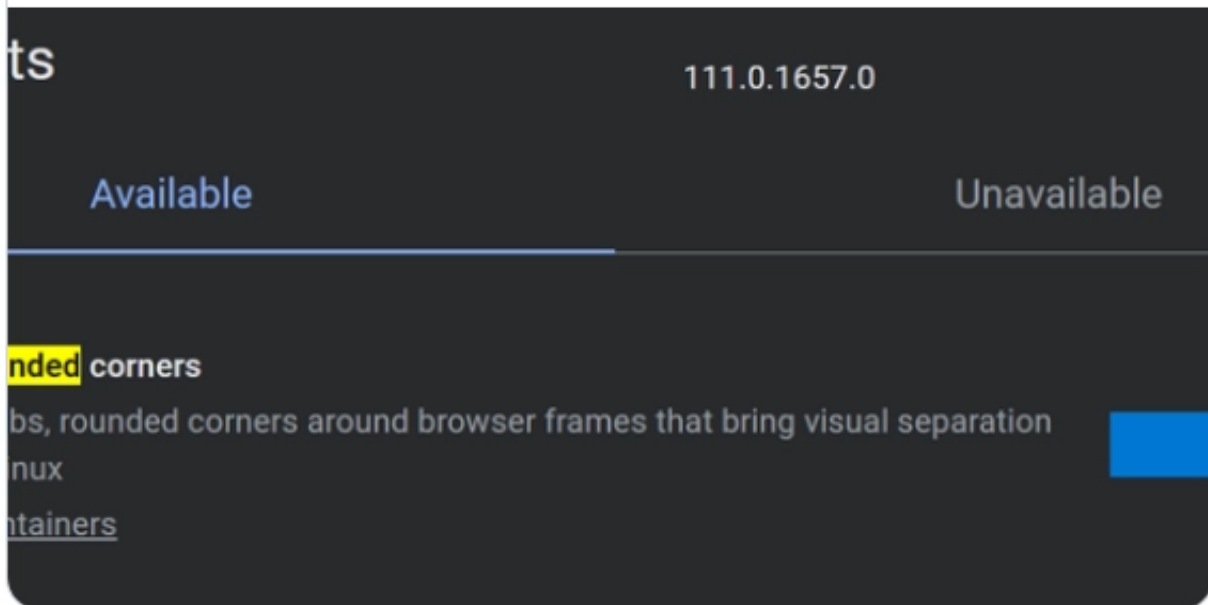 ts
111.0.1657.0
Available
Unavailable
nded corners
bs, rounded corners around browser frames that bring visual separation
inux
ntainers